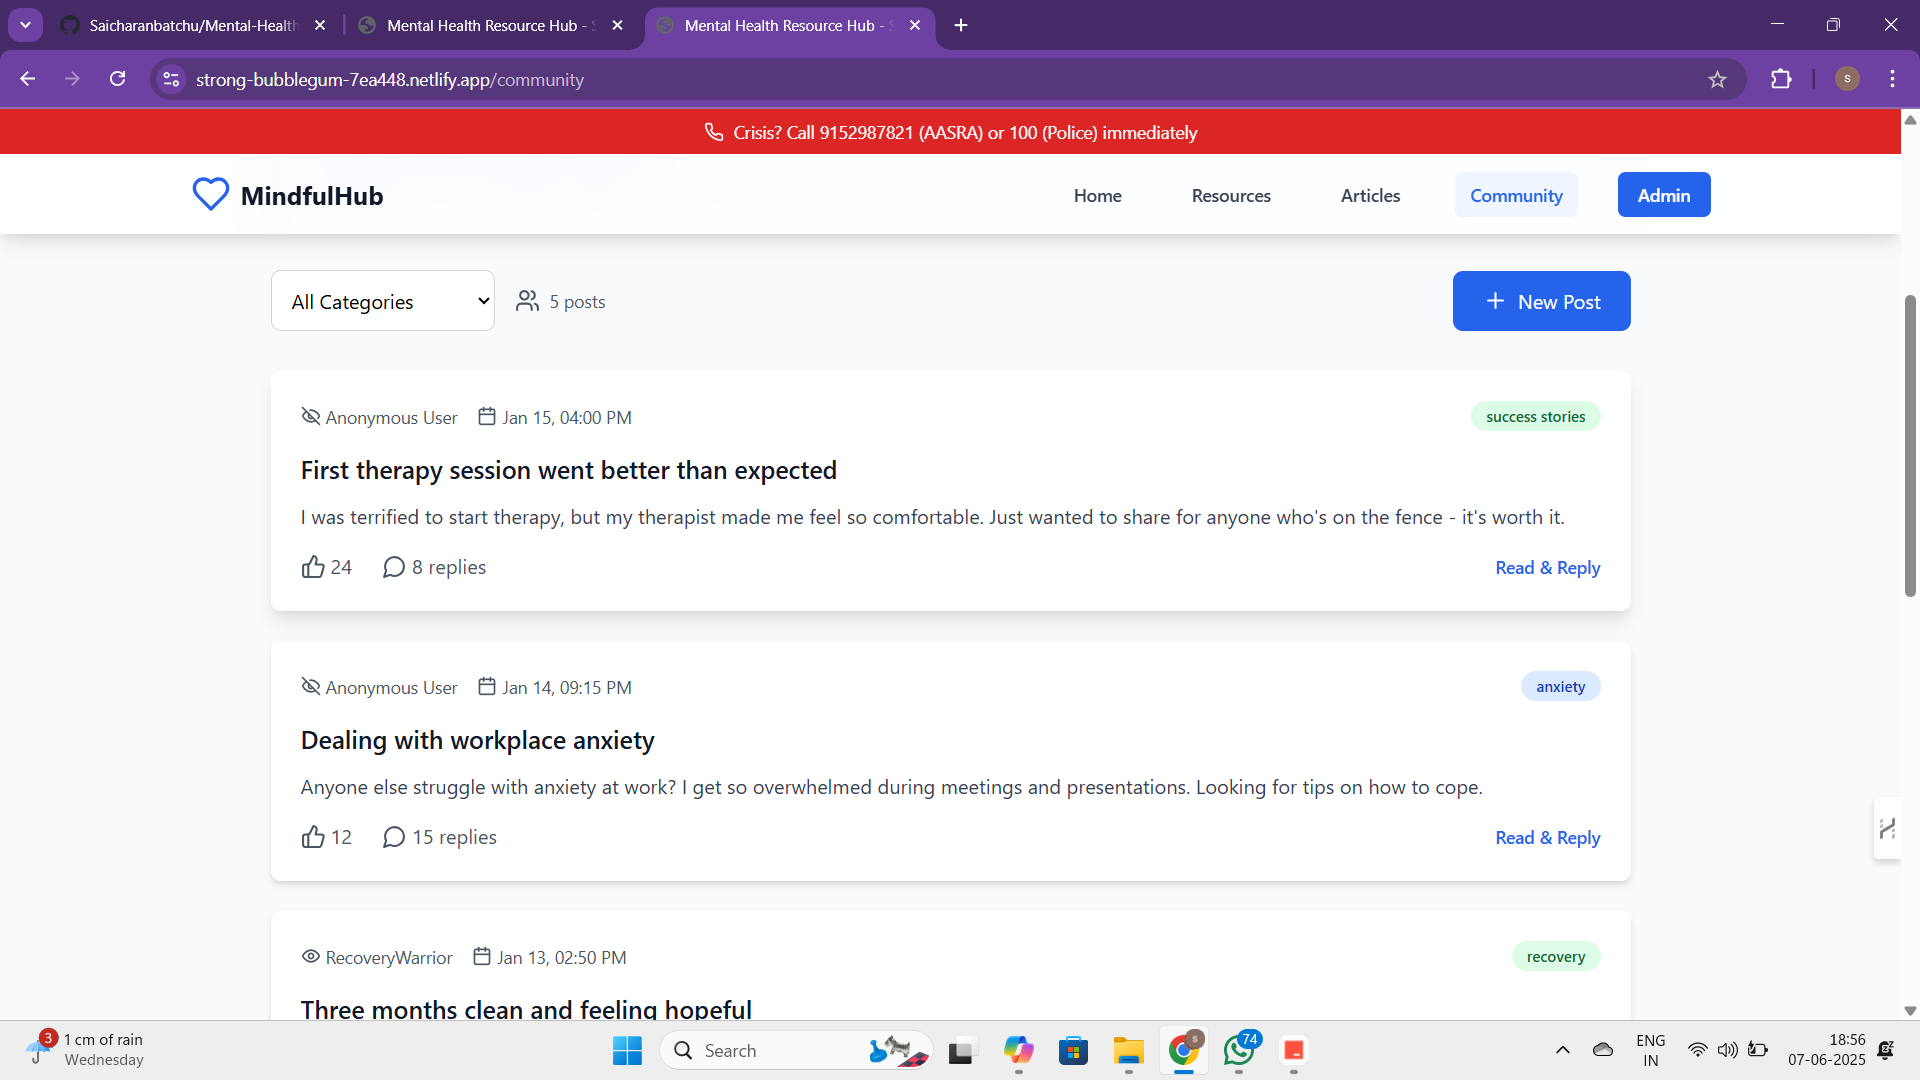 Saicharanbatchu/Mental-Health
Mental Health Resource Hub - S
Mental Health Resource Hub - S
strong-bubblegum-7ea448.netlify.app/community
S
Crisis? Call 9152987821 (AASRA) or 100 (Police) immediately
MindfulHub
Home
Resources
Articles
Community
Admin
All Categories
5 posts
New Post
Anonymous User
Jan 15, 04:00 PM
success stories
First therapy session went better than expected
I was terrified to start therapy, but my therapist made me feel so comfortable. Just wanted to share for anyone who's on the fence - it's worth it.
24
8 replies
Read & Reply
Anonymous User
Jan 14, 09:15 PM
anxiety
Dealing with workplace anxiety
Anyone else struggle with anxiety at work? I get so overwhelmed during meetings and presentations. Looking for tips on how to cope.
12
15 replies
Read & Reply
RecoveryWarrior
Jan 13, 02:50 PM
recovery
Three months clean and feeling hopeful
3
1 cm of rain
Wednesday
Search
S
74
ENG
IN
18:56
07-06-2025